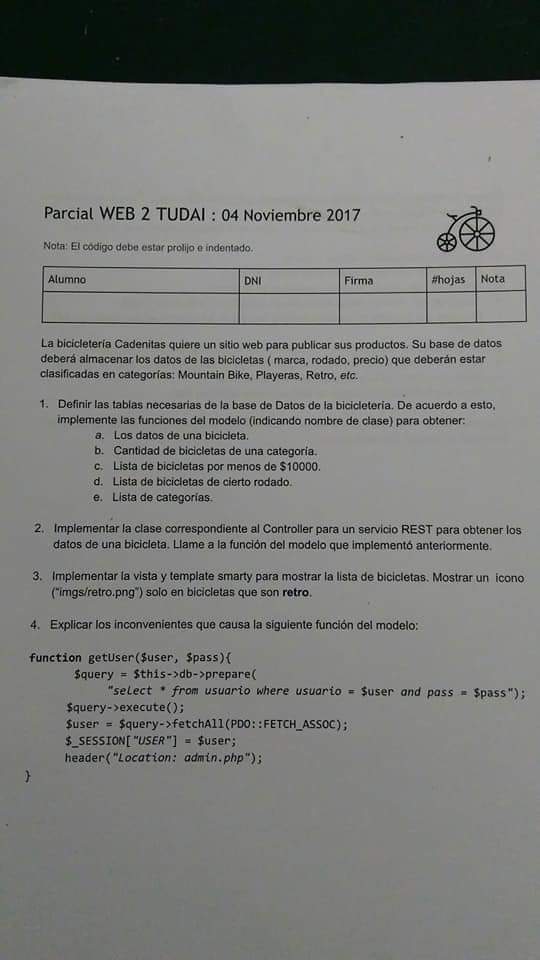 Parcial WEB 2 TUDAI : 04 Noviembre 2017
Nota: El código debe estar prolijo e indentado.
Alumno DNI Firma #hojas Nota
La bicicletería Cadenitas quiere un sitio web para publicar sus productos. Su base de datos
deberá almacenar los datos de las bicicletas ( marca, rodado, precio) que deberán estar
clasificadas en categorías: Mountain Bike, Playeras, Retro, etc.
1. Definir las tablas necesarias de la base de Datos de la bicicletería. De acuerdo a esto,
implemente las funciones del modelo (indicando nombre de clase) para obtener:
a. Los datos de una bicicleta.
b. Cantidad de bicicletas de una categoría.
c. Lista de bicicletas por menos de $10000.
d. Lista de bicicletas de cierto rodado.
e. Lista de categorías.
2. Implementar la clase correspondiente al Controller para un servicio REST para obtener los
datos de una bicicleta. Llame a la función del modelo que implementó anteriormente.
3. Implementar la vista y template smarty para mostrar la lista de bicicletas. Mostrar un icono
("imgs/retro.png") solo en bicicletas que son retro.
4. Explicar los inconvenientes que causa la siguiente función del modelo:
function getUser($user, $pass){
$query = $this->db->prepare(
"select * from usuario where usuario = $user and pass = $pass");
$query->execute();
$user = $query->fetchAll(PDO::FETCH_ASSOC);
$_SESSION["USER"] = $user;
header("Location: admin.php");
}